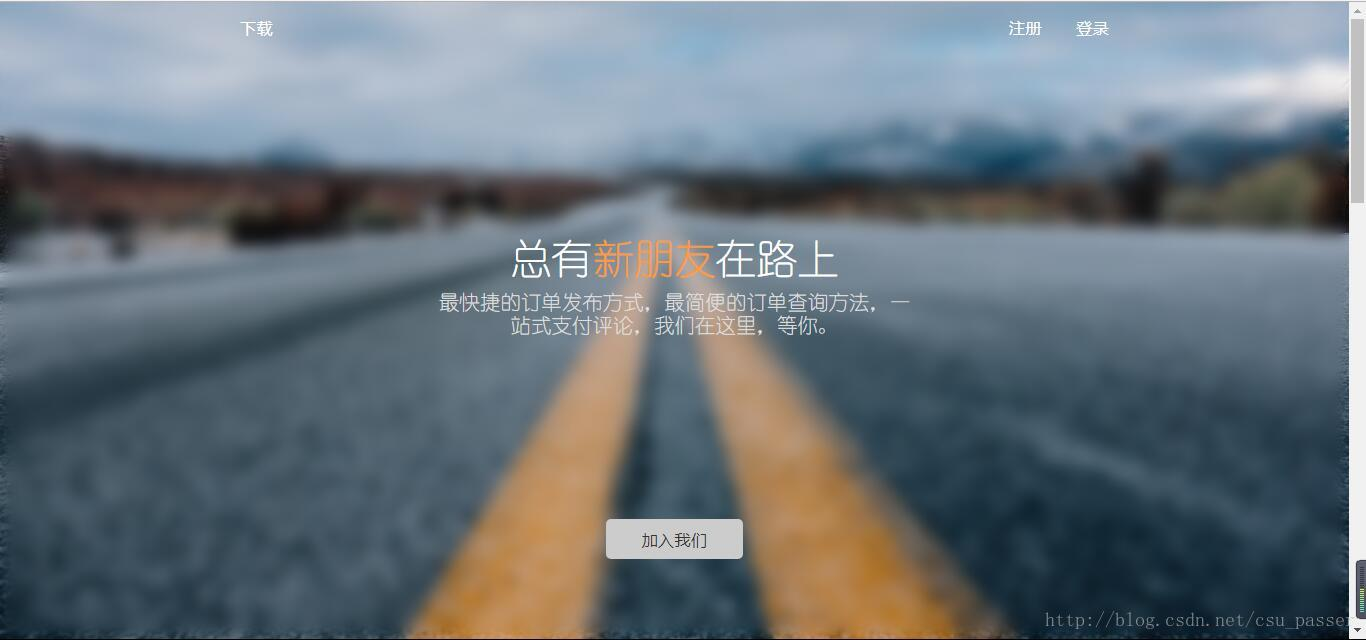 下载
注册
登录
总有新朋友在路上
最快捷的订单发布方式，最简便的订单查询方法，一
站式支付评论，我们在这里，等你。
加入我们
http://blog.csdn.net/csu_passer